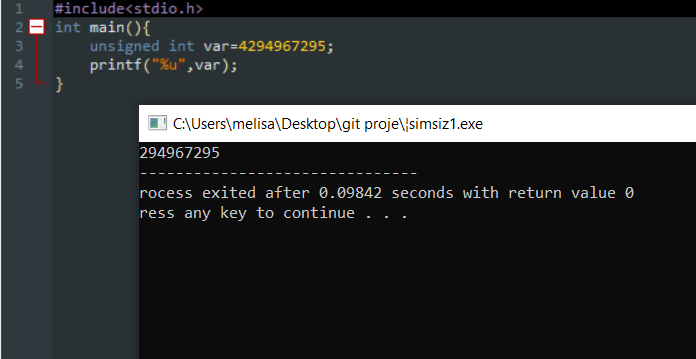 1 #include<stdio.h>
2 int main(){
3 unsigned int var=4294967295;
4 printf("%u",var);
5 }
C:\Users\melisa\Desktop\git proje\¦simsiz1.exe
294967295
-------------------------------
rocess exited after 0.09842 seconds with return value 0
ress any key to continue . . .